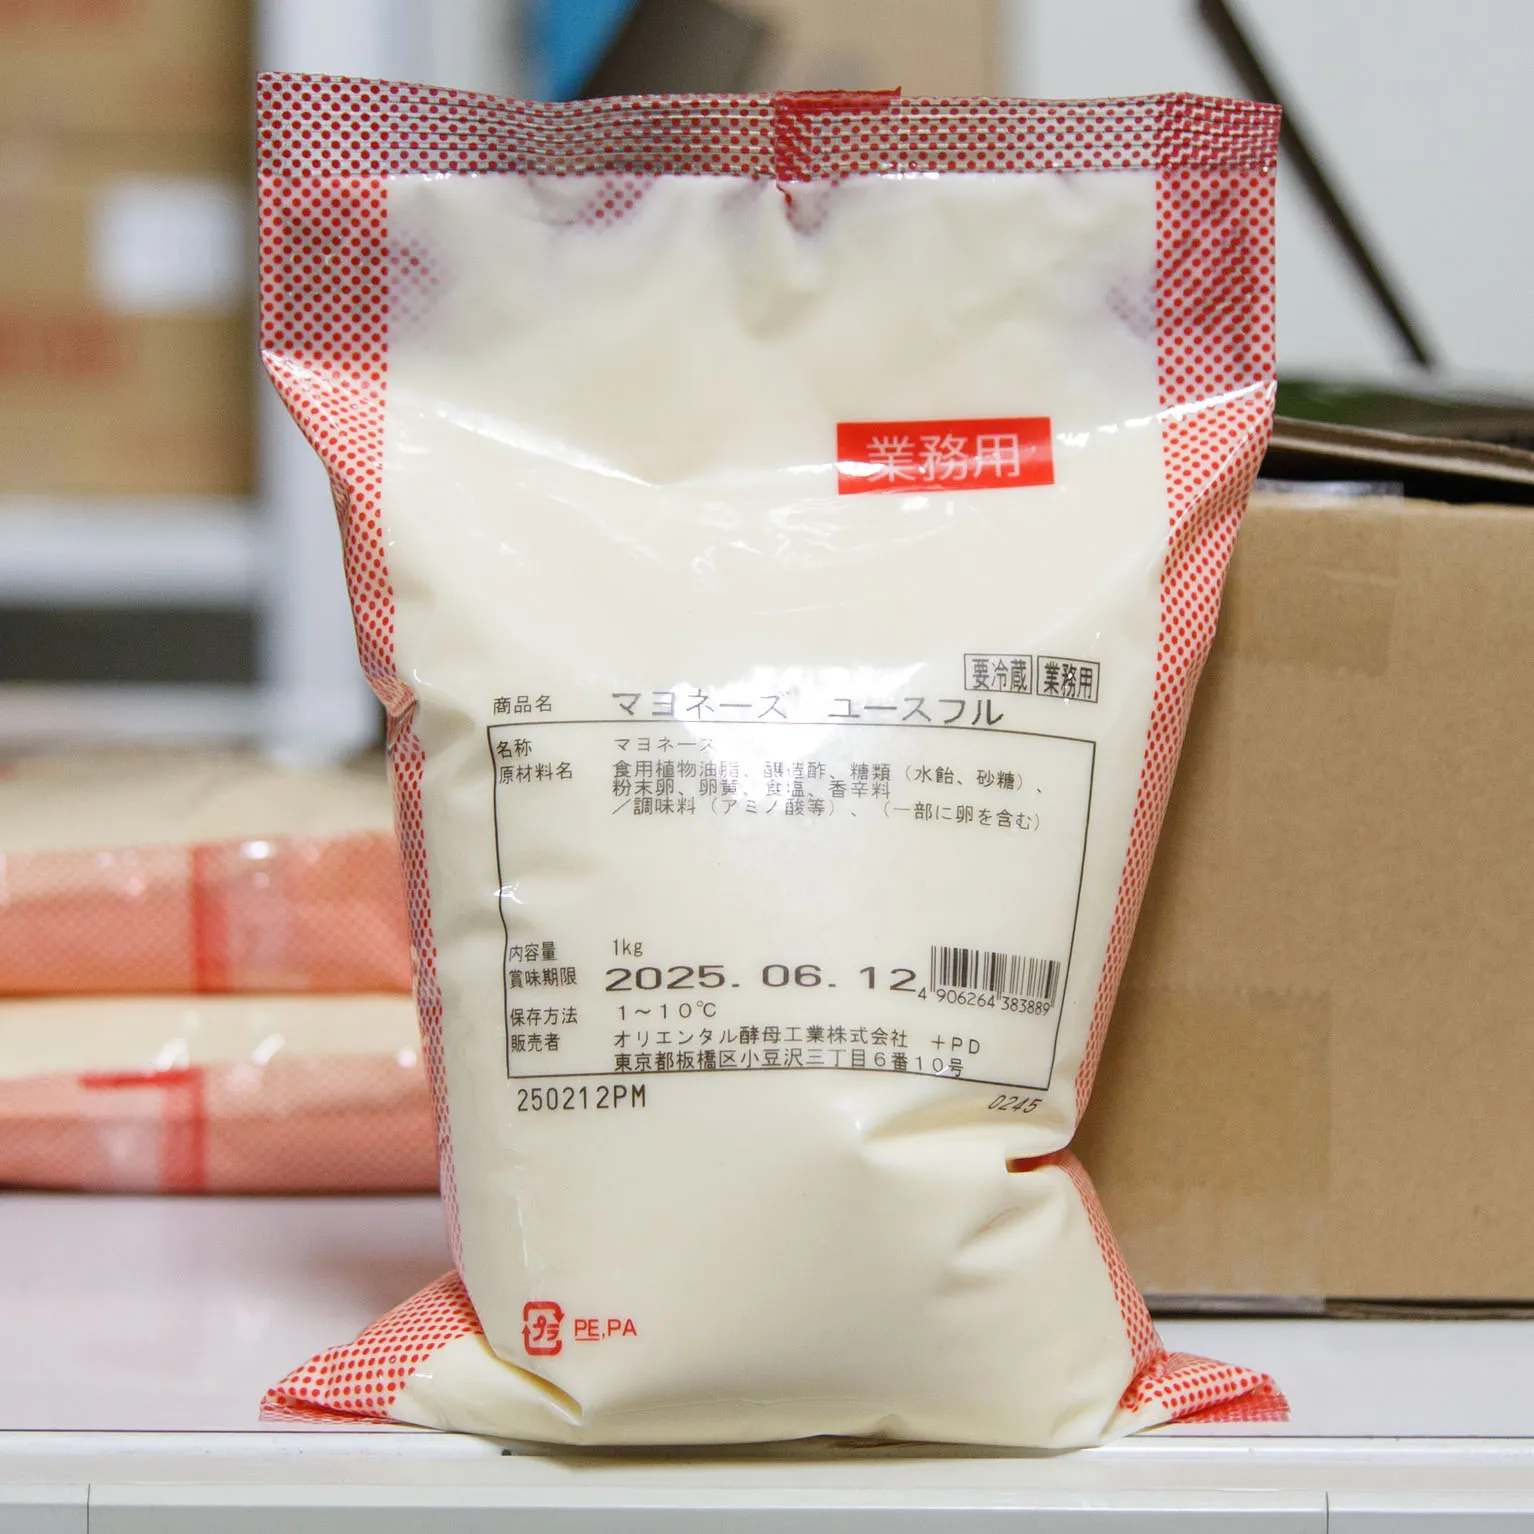 業務用
要冷蔵 業務用
商品名 マヨネーズ ユースフル
名称 マヨネーズ
原材料名 食用植物油脂、醸造酢、糖類(水飴、砂糖)、
粉末卵、卵黄、食塩、香辛料
/調味料(アミノ酸等)、(一部に卵を含む)
内容量 1kg
賞味期限 2025.06.12
4 906264 383889
保存方法 1~10℃
販売者 オリエンタル酵母工業株式会社 +PD
東京都板橋区小豆沢三丁目6番10号
250212PM 0245
プラ PE,PA